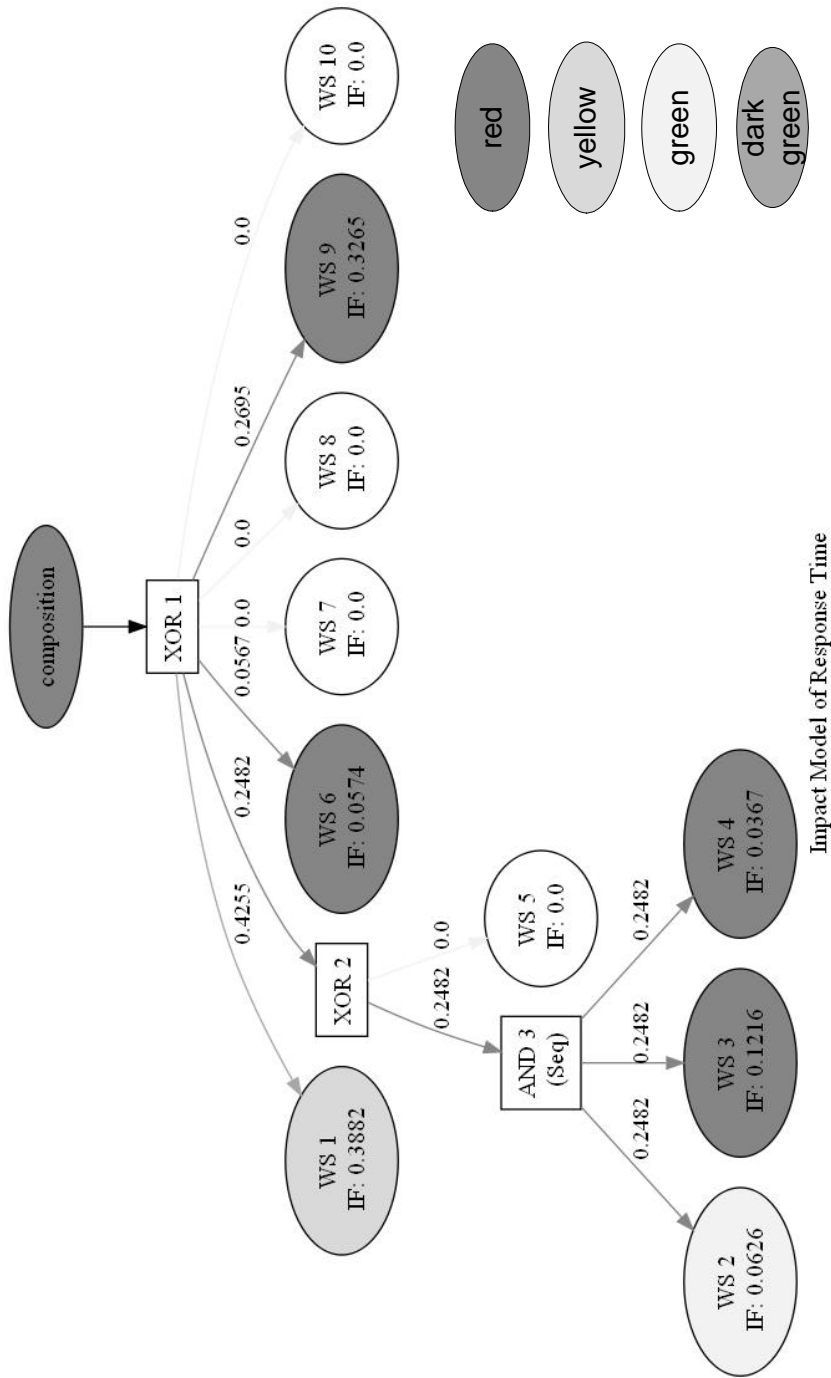 composition
XOR 1
0.4255
0.2482
0.0567
0.0
0.0
0.2695
0.0
WS 1
IF: 0.3882
XOR 2
WS 6
IF: 0.0574
WS 7
IF: 0.0
WS 8
IF: 0.0
WS 9
IF: 0.3265
WS 10
IF: 0.0
0.2482
0.0
AND 3
(Seq)
WS 5
IF: 0.0
0.2482
0.2482
0.2482
WS 2
IF: 0.0626
WS 3
IF: 0.1216
WS 4
IF: 0.0367
red
yellow
green
dark
green
Impact Model of Response Time